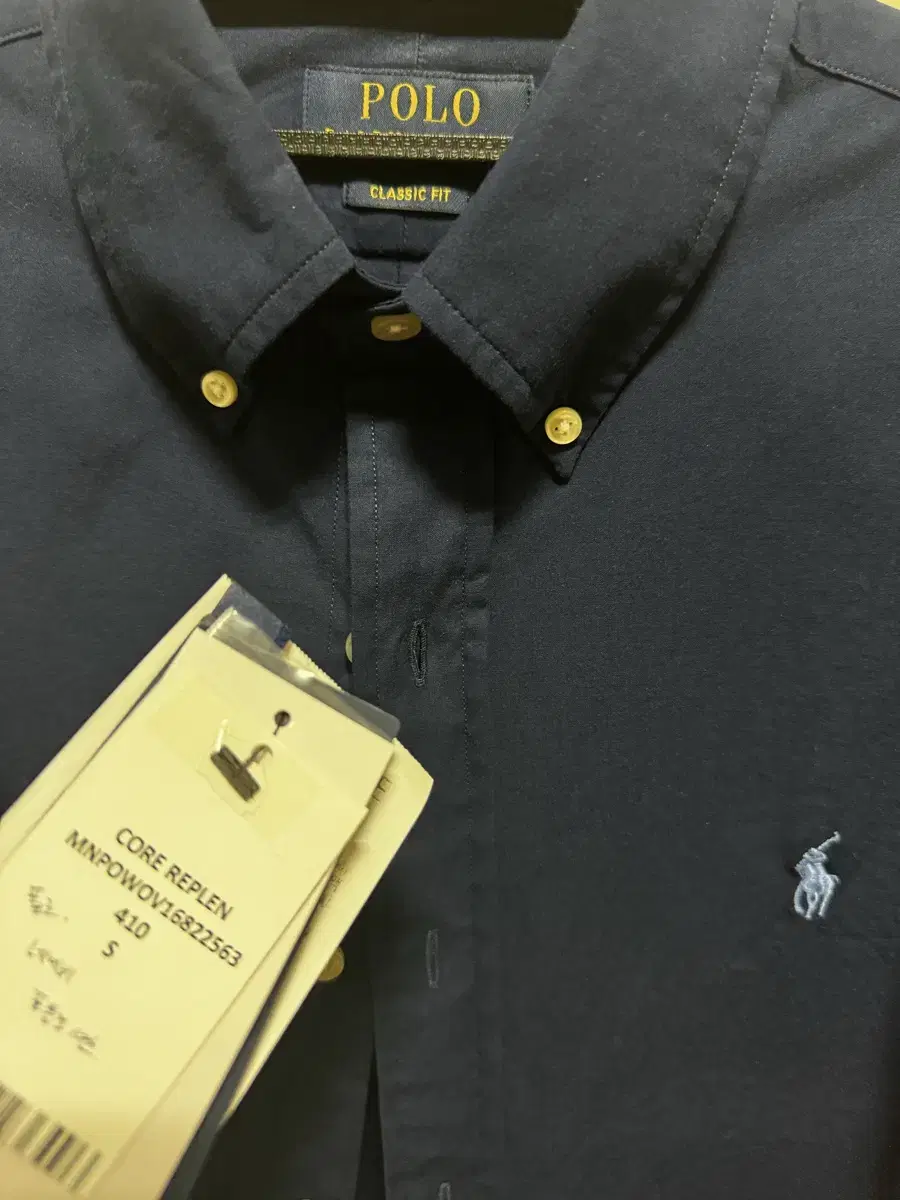 POLO
CLASSIC FIT
CORE REPLEN
MNPOWOV16822563
410
S